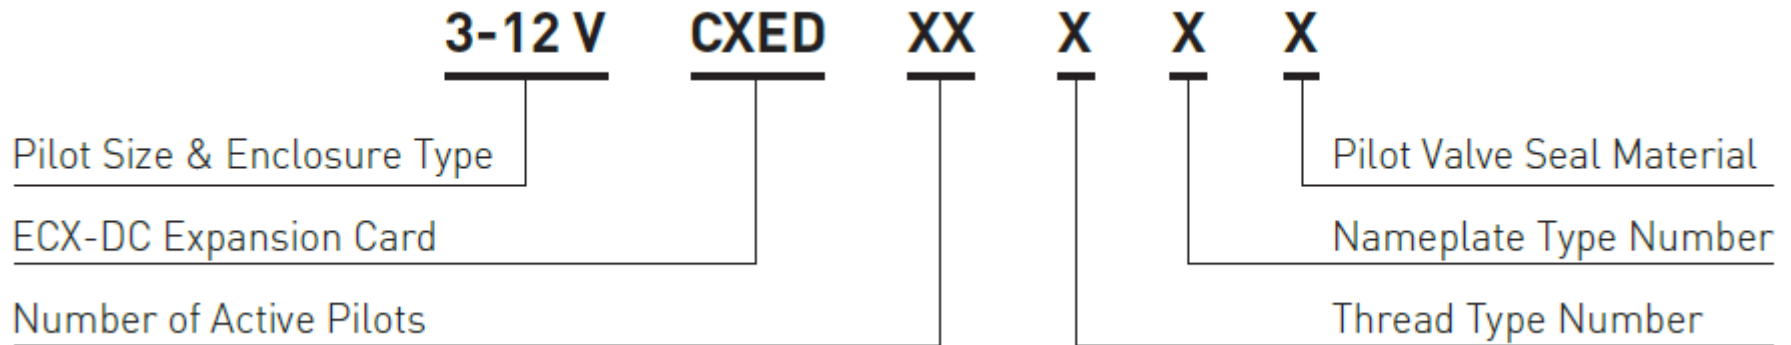 3-12 V CXED XX X X X
Pilot Size & Enclosure Type
Pilot Valve Seal Material
ECX-DC Expansion Card
Nameplate Type Number
Number of Active Pilots
Thread Type Number